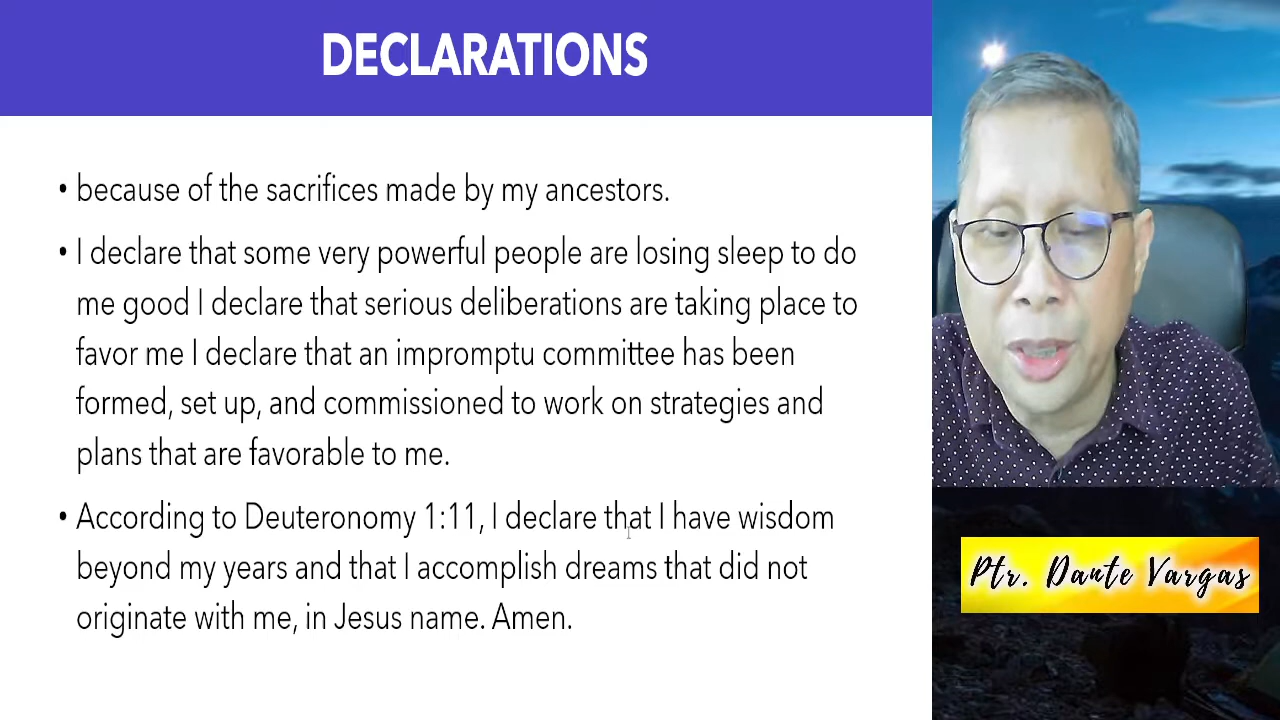 DECLARATIONS
• because of the sacrifices made by my ancestors.
• I declare that some very powerful people are losing sleep to do
me good I declare that serious deliberations are taking place to
favor me I declare that an impromptu committee has been
formed, set up, and commissioned to work on strategies and
plans that are favorable to me.
• According to Deuteronomy 1:11, I declare that I have wisdom
beyond my years and that I accomplish dreams that did not
originate with me, in Jesus name. Amen.
Ptr. Dante Vargas